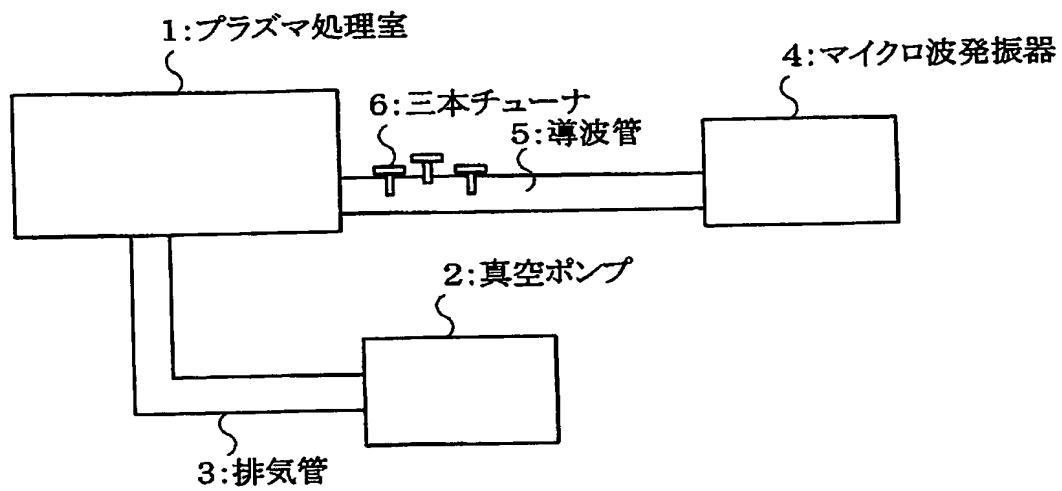 1:プラズマ処理室
4:マイクロ波発振器
6:三本チューナ
5:導波管
2:真空ポンプ
3:排気管